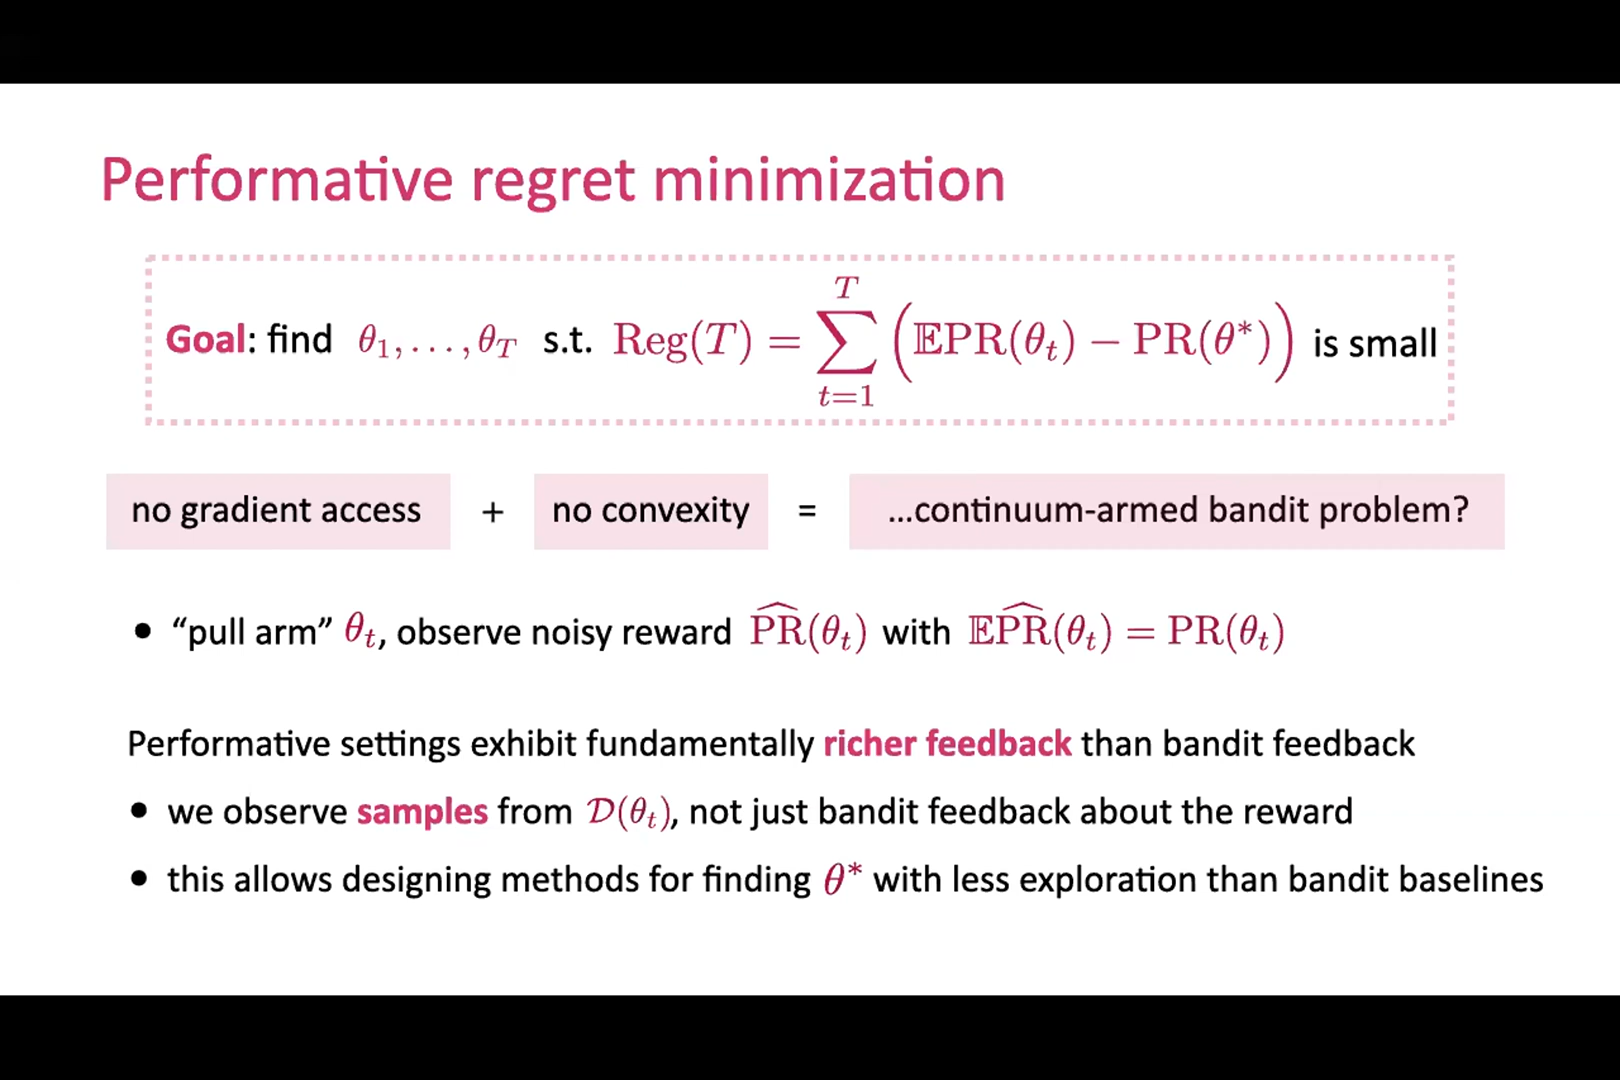 Performative regret minimization
Goal: find θ₁, . . . , θ_T s.t. Reg(T) = ∑_{t=1}^{T} (𝔼PR(θ_t) − PR(θ*)) is small
no gradient access + no convexity = ...continuum-armed bandit problem?
• “pull arm” θ_t, observe noisy reward \widehat{PR}(θ_t) with 𝔼\widehat{PR}(θ_t) = PR(θ_t)
Performative settings exhibit fundamentally richer feedback than bandit feedback
• we observe samples from 𝒟(θ_t), not just bandit feedback about the reward
• this allows designing methods for finding θ* with less exploration than bandit baselines